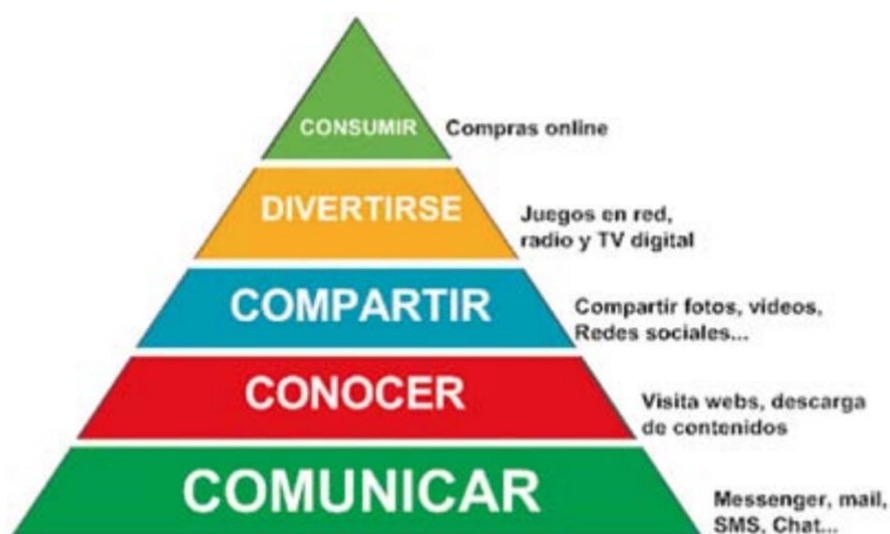 CONSUMIR
Compras online
DIVERTIRSE
Juegos en red,
radio y TV digital
COMPARTIR
Compartir fotos, videos,
Redes sociales...
CONOCER
Visita webs, descarga
de contenidos
COMUNICAR
Messenger, mail,
SMS, Chat...